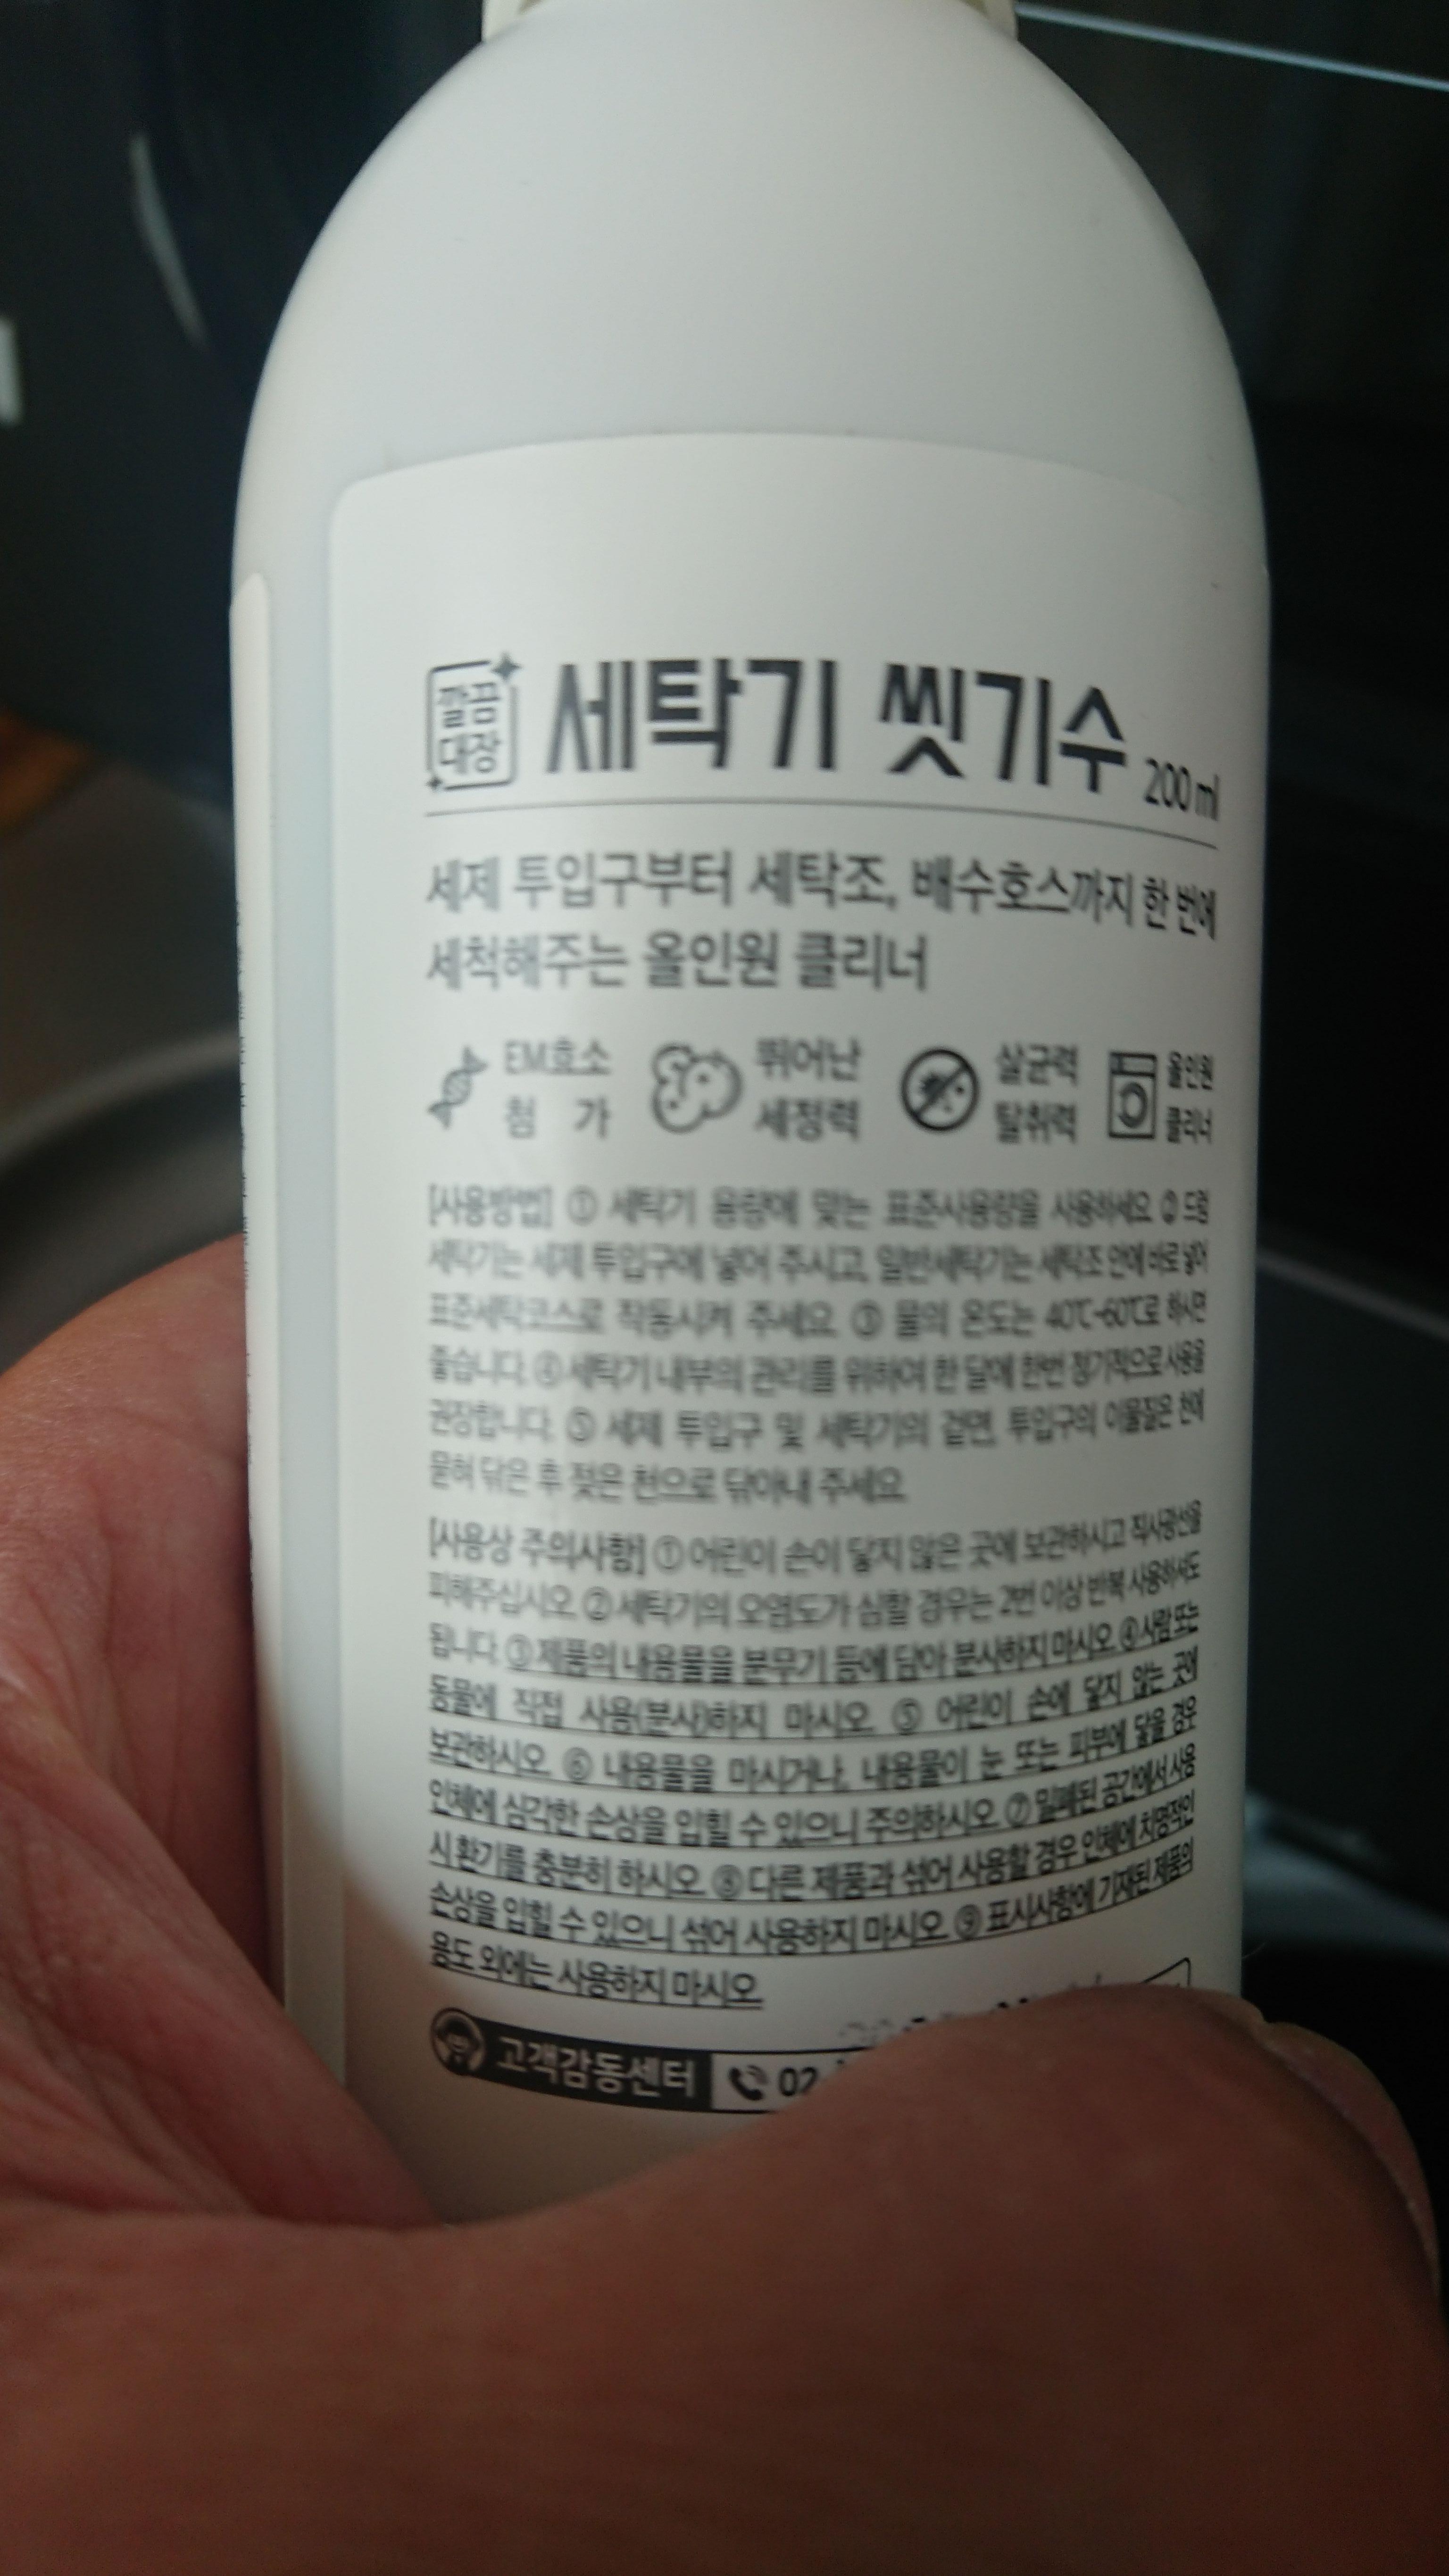 깔끔
대장
세탁기 씻기수 200 ml
세제 투입구부터 세탁조, 배수호스까지 한 번에
세척해주는 올인원 클리너
EM효소
첨 가
뛰어난
세정력
살균력
탈취력
올인원
클리너
[사용방법] ① 세탁기 용량에 맞는 표준사용량을 사용하세요 ② 드럼
세탁기는 세제 투입구에 넣어 주시고, 일반세탁기는 세탁조 안에 바로 넣어
표준세탁코스로 작동시켜 주세요. ③ 물의 온도는 40℃~60℃로 하시면
좋습니다. ④ 세탁기 내부의 관리를 위하여 한 달에 한번 정기적으로 사용을
권장합니다. ⑤ 세제 투입구 및 세탁기의 겉면, 투입구의 이물질은 천에
묻혀 닦은 후 젖은 천으로 닦아내 주세요.
[사용상 주의사항] ① 어린이 손이 닿지 않은 곳에 보관하시고 직사광선을
피해주십시오. ② 세탁기의 오염도가 심할 경우는 2번 이상 반복 사용하셔도
됩니다. ③ 제품의 내용물을 분무기 등에 담아 분사하지 마시오. ④ 사람 또는
동물에 직접 사용(분사)하지 마시오. ⑤ 어린이 손에 닿지 않는 곳에
보관하시오. ⑥ 내용물을 마시거나, 내용물이 눈 또는 피부에 닿을 경우
인체에 심각한 손상을 입힐 수 있으니 주의하시오. ⑦ 밀폐된 공간에서 사용
시 환기를 충분히 하시오. ⑧ 다른 제품과 섞어 사용할 경우 인체에 치명적인
손상을 입힐 수 있으니 섞어 사용하지 마시오. ⑨ 표시사항에 기재된 제품의
용도 외에는 사용하지 마시오
고객감동센터 02